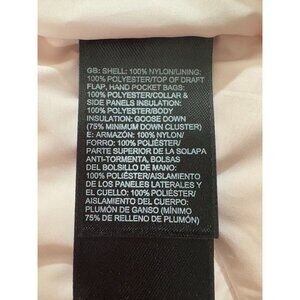 GB: SHELL: 100% NYLON/LINING:
100% POLYESTER/TOP OF DRAFT
FLAP, HAND POCKET BAGS:
100% POLYESTER/COLLAR &
SIDE PANELS INSULATION:
100% POLYESTER/BODY
INSULATION: GOOSE DOWN
(75% MINIMUM DOWN CLUSTER)
E: ARMAZÓN: 100% NYLON/
FORRO: 100% POLIÉSTER/
PARTE SUPERIOR DE LA SOLAPA
ANTI-TORMENTA, BOLSAS
DEL BOLSILLO DE MANO:
100% POLIÉSTER/AISLAMIENTO
DE LOS PANELES LATERALES Y
EL CUELLO: 100% POLIÉSTER/
AISLAMIENTO DEL CUERPO:
PLUMÓN DE GANSO (MÍNIMO
75% DE RELLENO DE PLUMÓN)